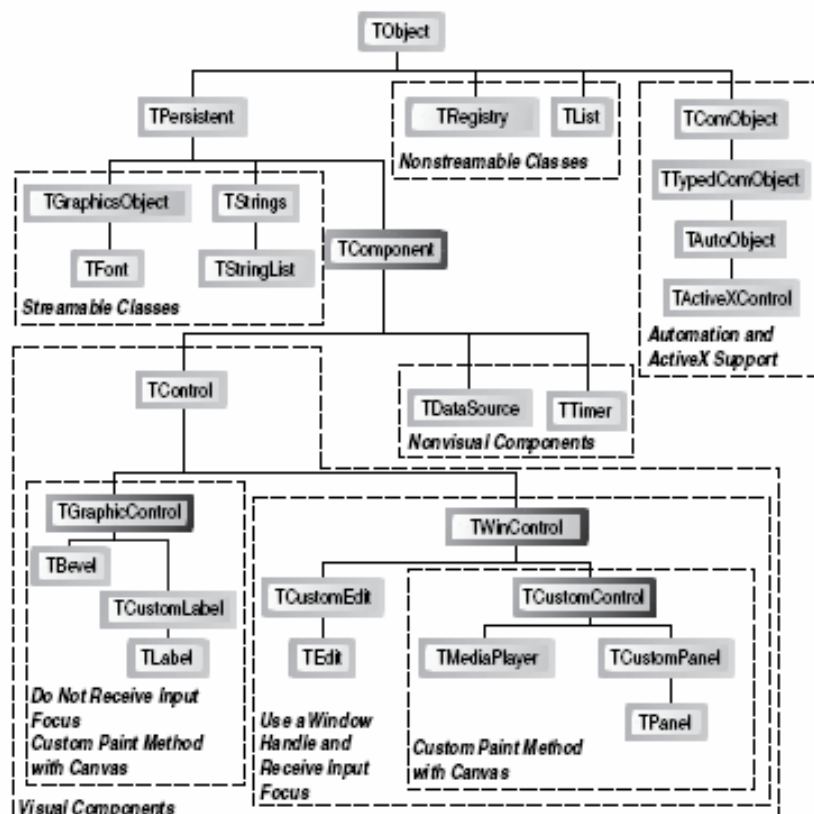 TObject
TPersistent
TRegistry
TList
Nonstreamable Classes
TComObject
TTypedComObject
TAutoObject
TActiveXControl
Automation and
ActiveX Support
TGraphicsObject
TStrings
TFont
TStringList
Streamable Classes
TComponent
TControl
TDataSource
TTimer
Nonvisual Components
TGraphicControl
TBevel
TCustomLabel
TLabel
Do Not Receive Input
Focus
Custom Paint Method
with Canvas
TWinControl
TCustomEdit
TEdit
Use a Window
Handle and
Receive Input
Focus
TCustomControl
TMediaPlayer
TCustomPanel
TPanel
Custom Paint Method
with Canvas
Visual Components